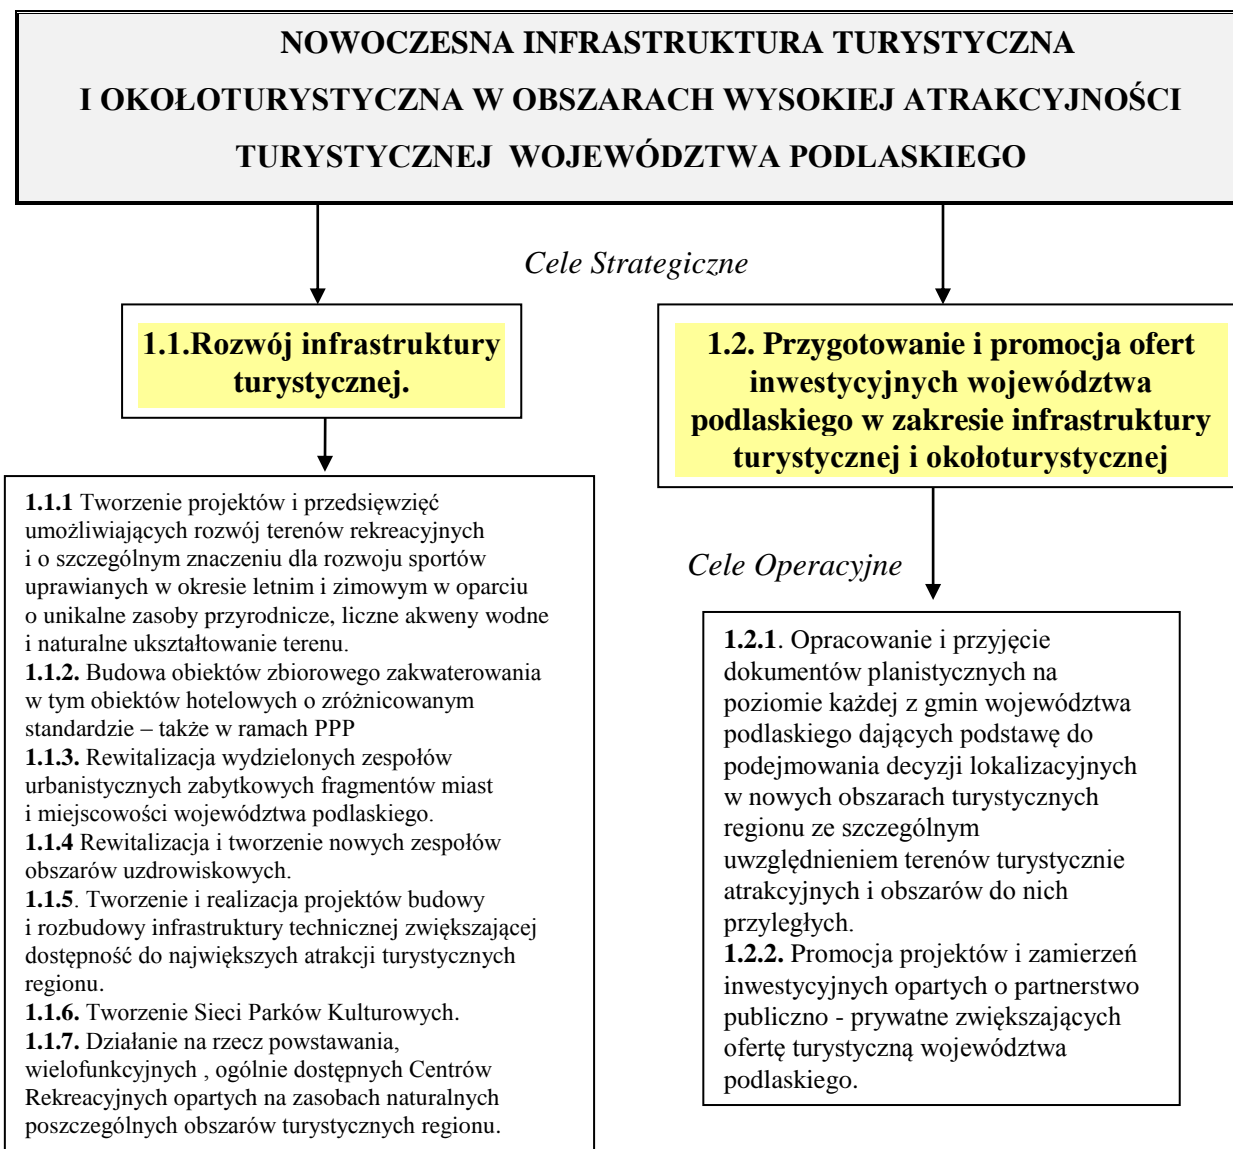 NOWOCZESNA INFRASTRUKTURA TURYSTYCZNA
I OKOŁOTURYSTYCZNA W OBSZARACH WYSOKIEJ ATRAKCYJNOŚCI
TURYSTYCZNEJ WOJEWÓDZTWA PODLASKIEGO
Cele Strategiczne
1.1.Rozwój infrastruktury
turystycznej.
1.2. Przygotowanie i promocja ofert
inwestycyjnych województwa
podlaskiego w zakresie infrastruktury
turystycznej i okołoturystycznej
1.1.1 Tworzenie projektów i przedsięwzięć
umożliwiających rozwój terenów rekreacyjnych
i o szczególnym znaczeniu dla rozwoju sportów
uprawianych w okresie letnim i zimowym w oparciu
o unikalne zasoby przyrodnicze, liczne akweny wodne
i naturalne ukształtowanie terenu.
1.1.2. Budowa obiektów zbiorowego zakwaterowania
w tym obiektów hotelowych o zróżnicowanym
standardzie – także w ramach PPP
1.1.3. Rewitalizacja wydzielonych zespołów
urbanistycznych zabytkowych fragmentów miast
i miejscowości województwa podlaskiego.
1.1.4 Rewitalizacja i tworzenie nowych zespołów
obszarów uzdrowiskowych.
1.1.5. Tworzenie i realizacja projektów budowy
i rozbudowy infrastruktury technicznej zwiększającej
dostępność do największych atrakcji turystycznych
regionu.
1.1.6. Tworzenie Sieci Parków Kulturowych.
1.1.7. Działanie na rzecz powstawania,
wielofunkcyjnych , ogólnie dostępnych Centrów
Rekreacyjnych opartych na zasobach naturalnych
poszczególnych obszarów turystycznych regionu.
Cele Operacyjne
1.2.1. Opracowanie i przyjęcie
dokumentów planistycznych na
poziomie każdej z gmin województwa
podlaskiego dających podstawę do
podejmowania decyzji lokalizacyjnych
w nowych obszarach turystycznych
regionu ze szczególnym
uwzględnieniem terenów turystycznie
atrakcyjnych i obszarów do nich
przyległych.
1.2.2. Promocja projektów i zamierzeń
inwestycyjnych opartych o partnerstwo
publiczno - prywatne zwiększających
ofertę turystyczną województwa
podlaskiego.